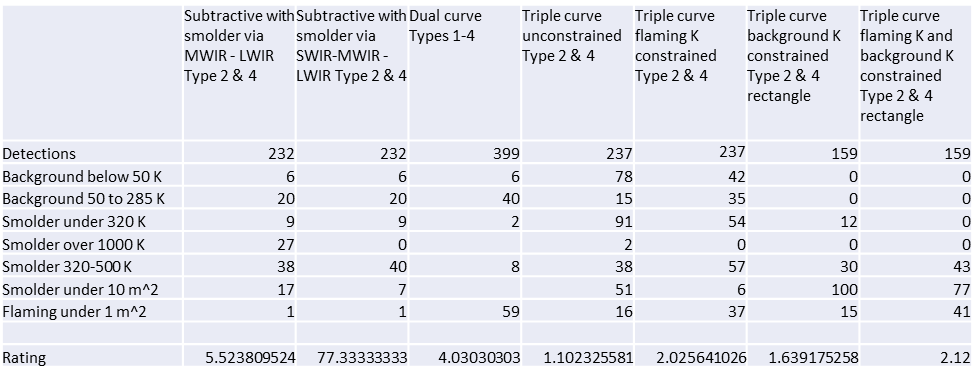 Subtractive with smolder via MWIR - LWIR Type 2 & 4 Subtractive with smolder via SWIR-MWIR - LWIR Type 2 & 4 Dual curve Types 1-4 Triple curve unconstrained Type 2 & 4 Triple curve flaming K constrained Type 2 & 4 Triple curve background K constrained Type 2 & 4 rectangle Triple curve flaming K and background K constrained Type 2 & 4 rectangle
Detections 232 232 399 237 237 159 159
Background below 50 K 6 6 6 78 42 0 0
Background 50 to 285 K 20 20 40 15 35 0 0
Smolder under 320 K 9 9 2 91 54 12 0
Smolder over 1000 K 27 0 2 0 0 0
Smolder 320-500 K 38 40 8 38 57 30 43
Smolder under 10 m^2 17 7 51 6 100 77
Flaming under 1 m^2 1 1 59 16 37 15 41
Rating 5.523809524 77.33333333 4.03030303 1.102325581 2.025641026 1.639175258 2.12